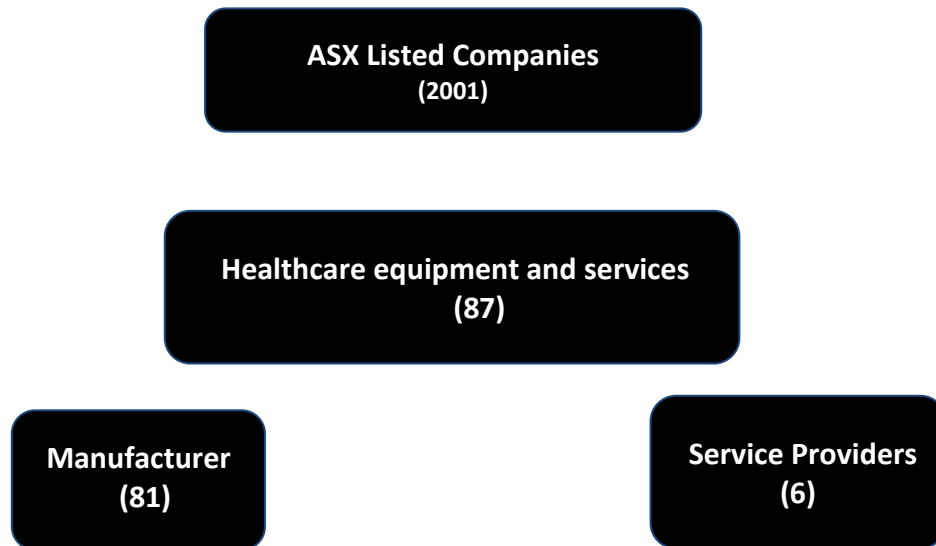 ASX Listed Companies
(2001)
Healthcare equipment and services
(87)
Manufacturer
(81)
Service Providers
(6)